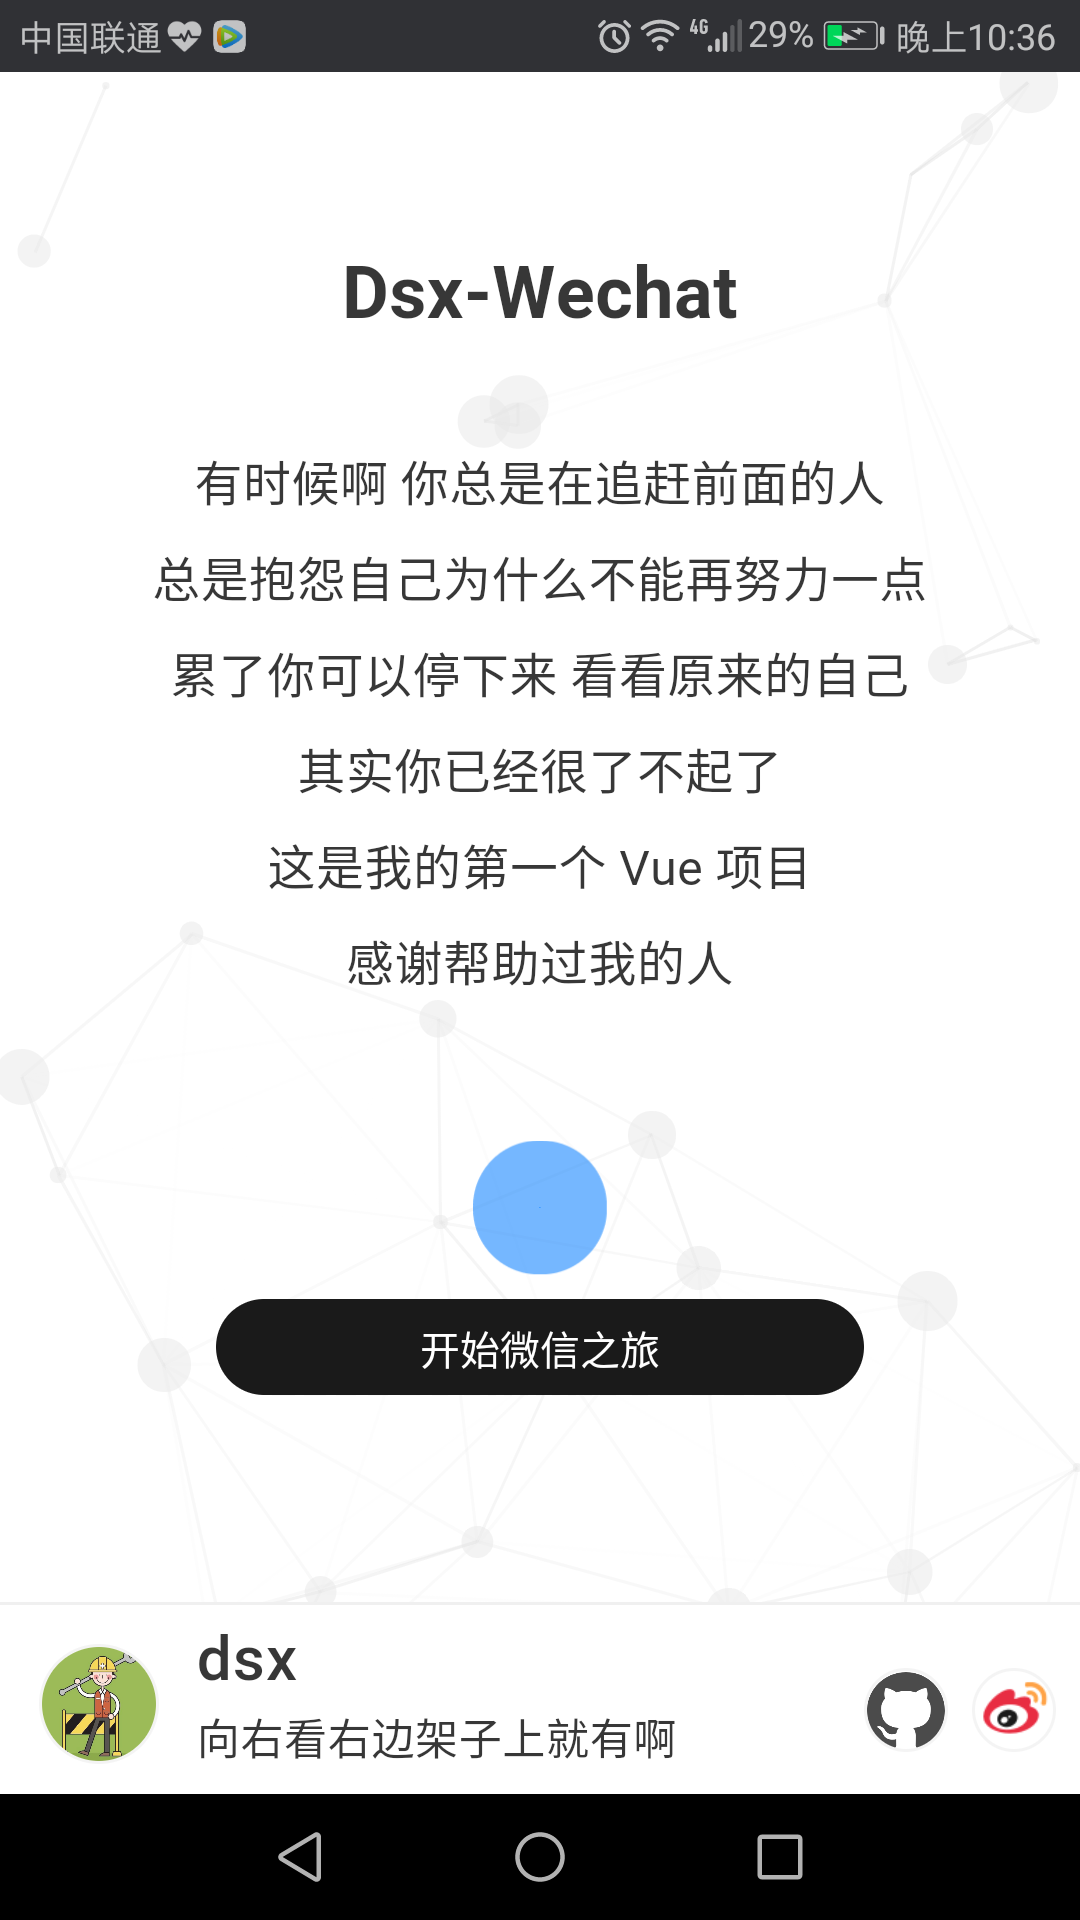 中国联通 4G 29% 晚上10:36
Dsx-Wechat
有时候啊 你总是在追赶前面的人
总是抱怨自己为什么不能再努力一点
累了你可以停下来 看看原来的自己
其实你已经很了不起了
这是我的第一个 Vue 项目
感谢帮助过我的人
开始微信之旅
dsx
向右看右边架子上就有啊